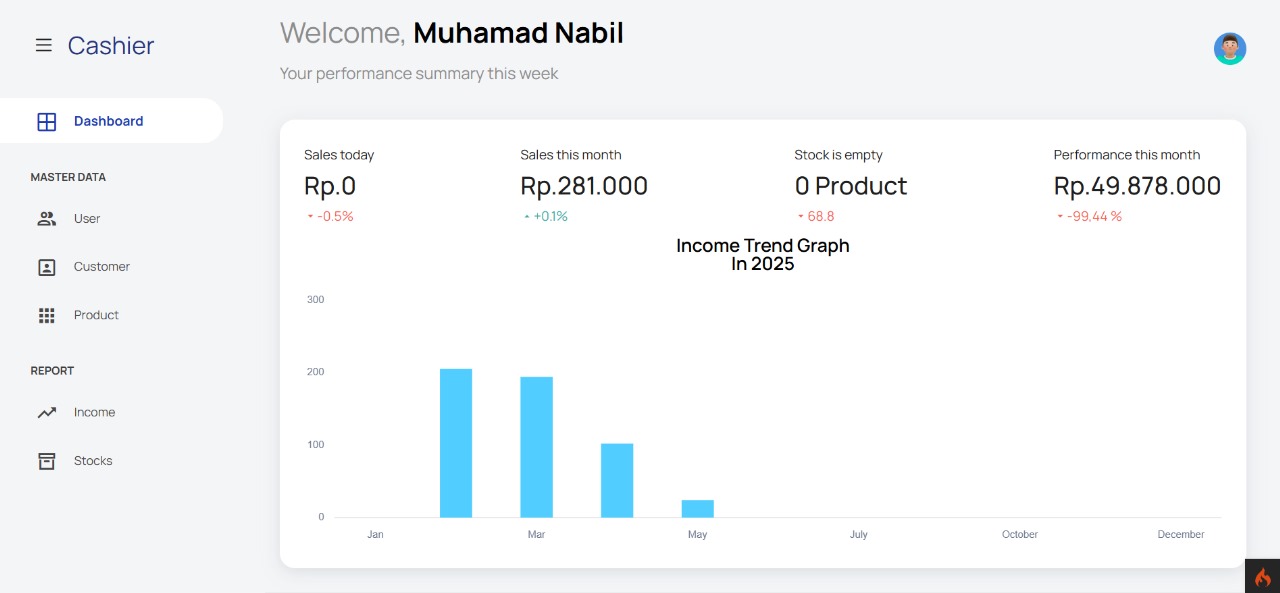 Cashier
Welcome, Muhamad Nabil
Your performance summary this week
Dashboard
MASTER DATA
User
Customer
Product
REPORT
Income
Stocks
Sales today
Rp.0
-0.5%
Sales this month
Rp.281.000
+0.1%
Stock is empty
0 Product
68.8
Performance this month
Rp.49.878.000
-99.44 %
Income Trend Graph
In 2025
300
200
100
0
Jan Mar May July October December